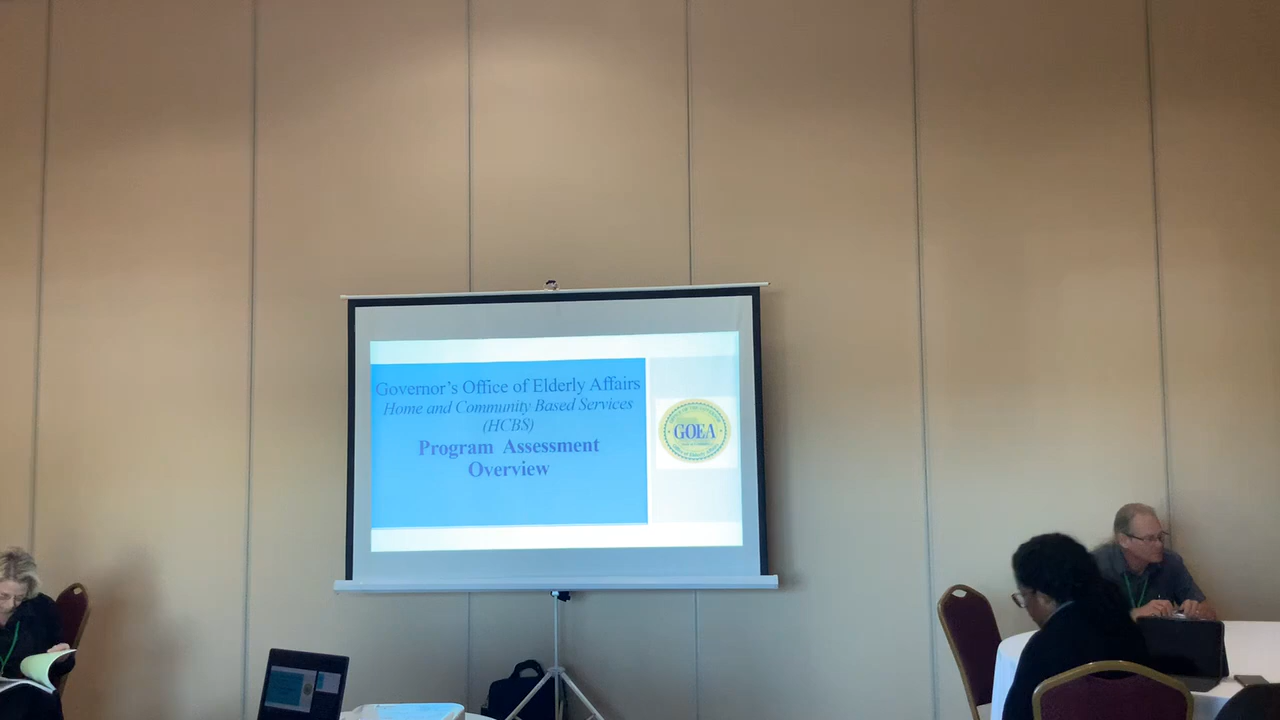 Governor's Office of Elderly Affairs
Home and Community Based Services
(HCBS)
Program Assessment
Overview
GOEA